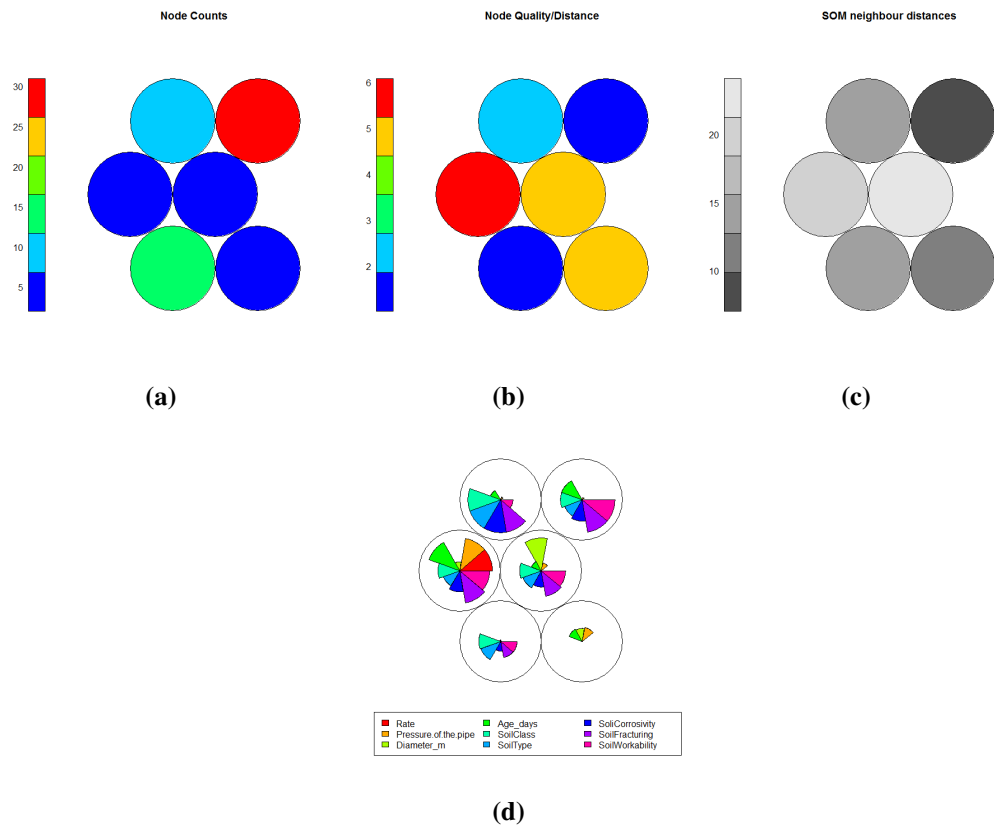 Node Counts
30
25
20
15
10
5
Node Quality/Distance
6
5
4
3
2
SOM neighbour distances
20
15
10
(a)
(b)
(c)
Rate
Pressure.of.the.pipe
Diameter_m
Age_days
SoilClass
SoilType
SoilCorrosivity
SoilFracturing
SoilWorkability
(d)